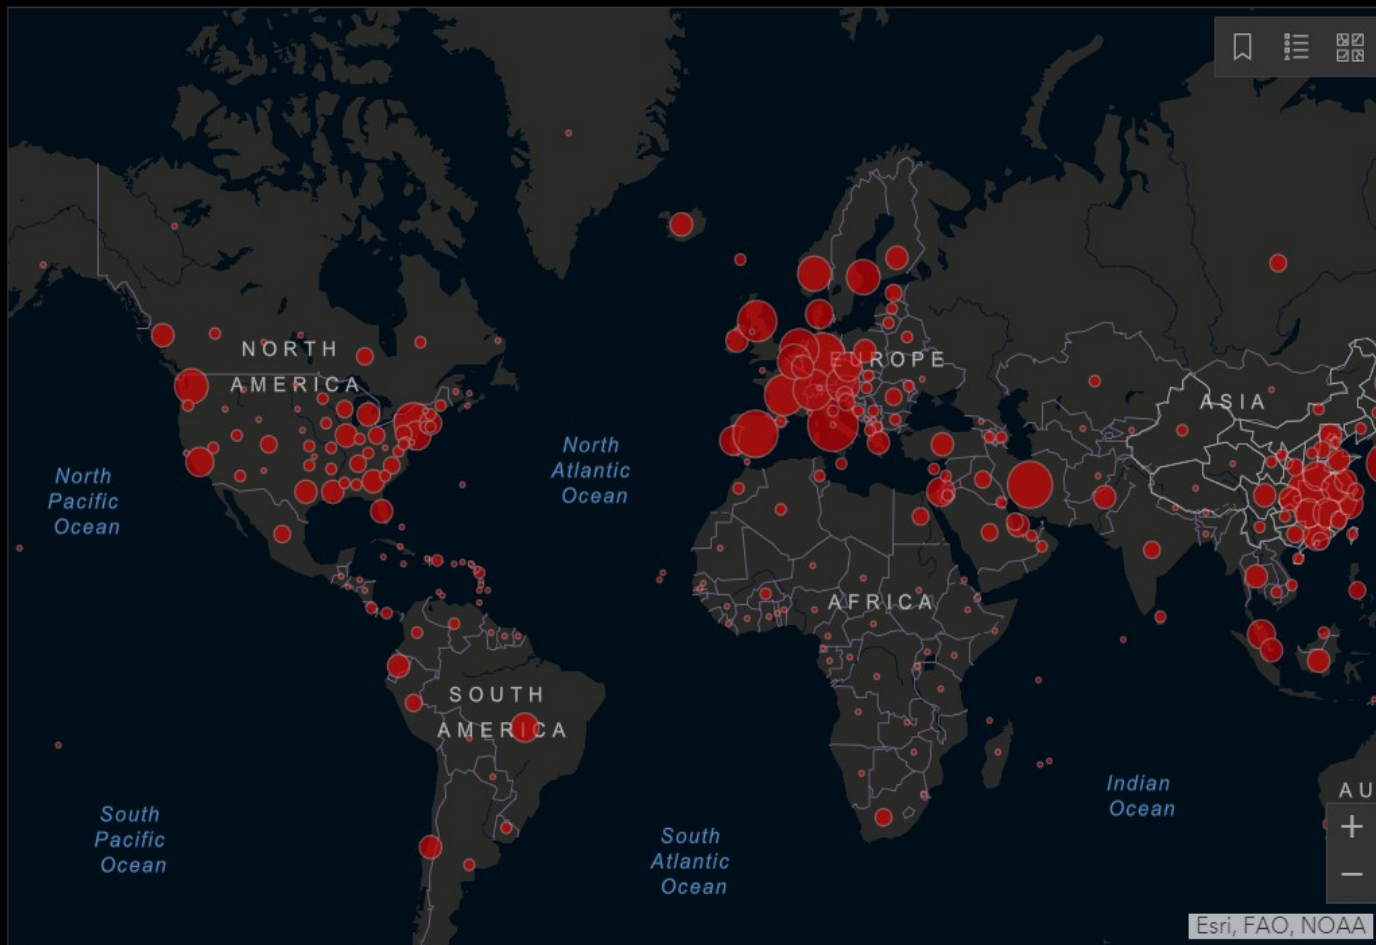 NORTH
AMERICA
EUROPE
ASIA
North
Pacific
Ocean
North
Atlantic
Ocean
AFRICA
SOUTH
AMERICA
Indian
Ocean
AU
South
Pacific
Ocean
South
Atlantic
Ocean
+
−
Esri, FAO, NOAA